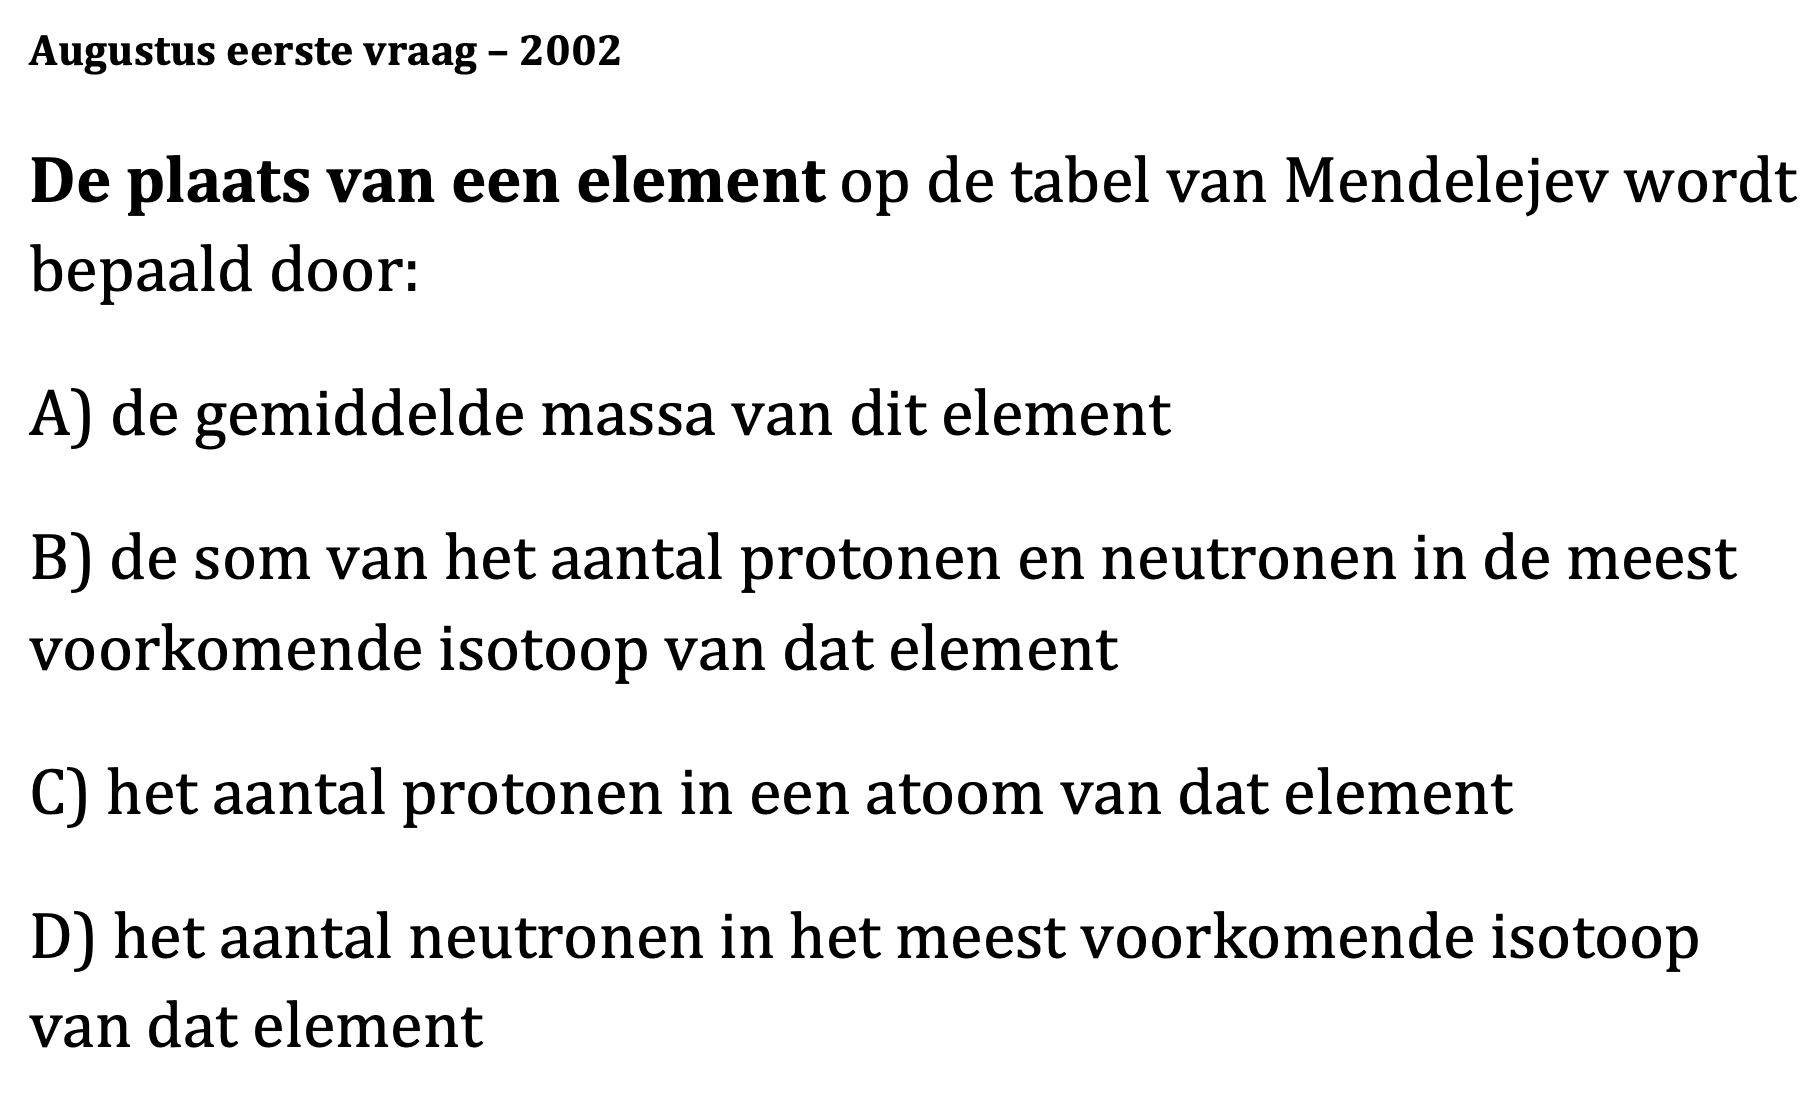 Augustus eerste vraag – 2002
De plaats van een element op de tabel van Mendelejev wordt
bepaald door:
A) de gemiddelde massa van dit element
B) de som van het aantal protonen en neutronen in de meest
voorkomende isotoop van dat element
C) het aantal protonen in een atoom van dat element
D) het aantal neutronen in het meest voorkomende isotoop
van dat element